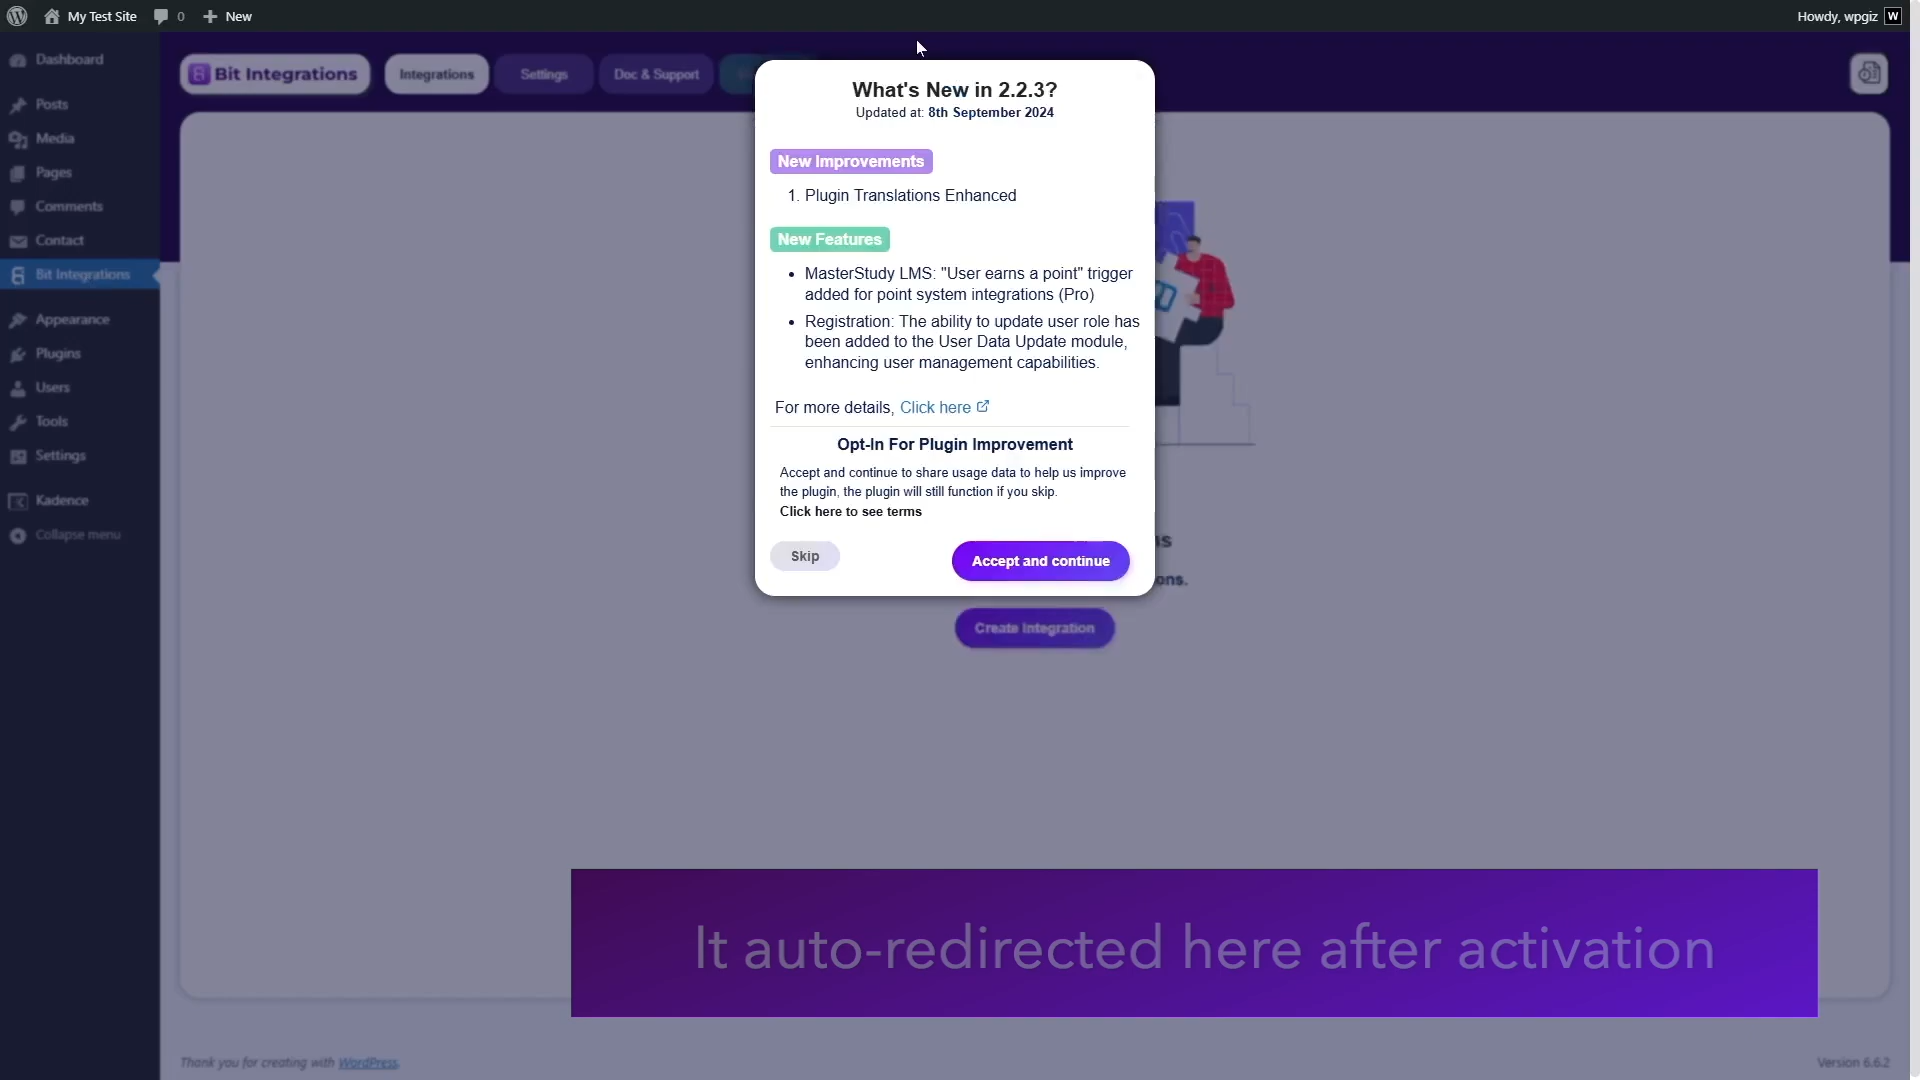 My Test Site
0
New
Howdy, wpgiz
W
Dashboard
Posts
Media
Pages
Comments
Contact
Bit Integrations
Appearance
Plugins
Users
Tools
Settings
Kadence
Collapse menu
Bit Integrations
Integrations
Settings
Doc & Support
What's New in 2.2.3?
Updated at: 8th September 2024
New Improvements
1. Plugin Translations Enhanced
New Features
• MasterStudy LMS: "User earns a point" trigger
added for point system integrations (Pro)
• Registration: The ability to update user role has
been added to the User Data Update module,
enhancing user management capabilities.
For more details, Click here
Opt-In For Plugin Improvement
Accept and continue to share usage data to help us improve
the plugin, the plugin will still function if you skip.
Click here to see terms
Skip
Accept and continue
ons.
Create Integration
It auto-redirected here after activation
Thank you for creating with WordPress.
Version 6.6.2